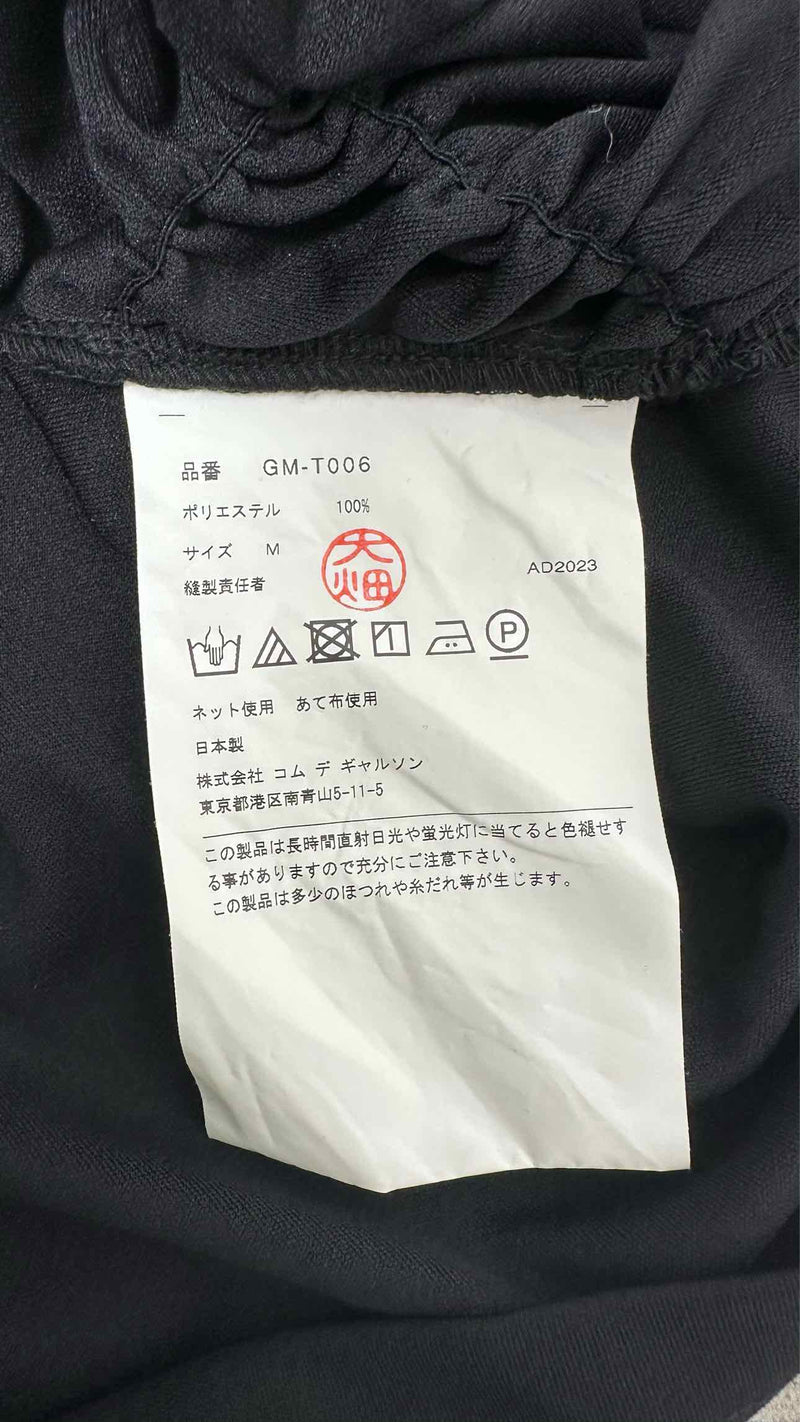 品番 GM-T006
ポリエステル 100%
サイズ M
縫製責任者 大畑
AD2023
P
ネット使用 あて布使用
日本製
株式会社 コム デ ギャルソン
東京都港区南青山5-11-5
この製品は長時間直射日光や蛍光灯に当てると色褪せす
る事がありますので充分にご注意下さい。
この製品は多少のほつれや糸だれ等が生じます。